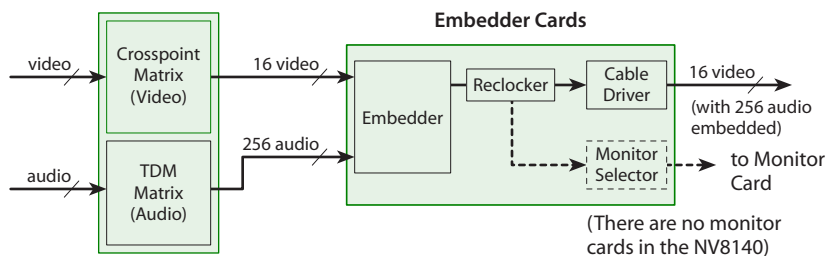 Embedder Cards
video
Crosspoint
Matrix
(Video)
16 video
Embedder
Reclocker
Cable
Driver
16 video
(with 256 audio
embedded)
audio
TDM
Matrix
(Audio)
256 audio
Monitor
Selector
to Monitor
Card
(There are no monitor
cards in the NV8140)